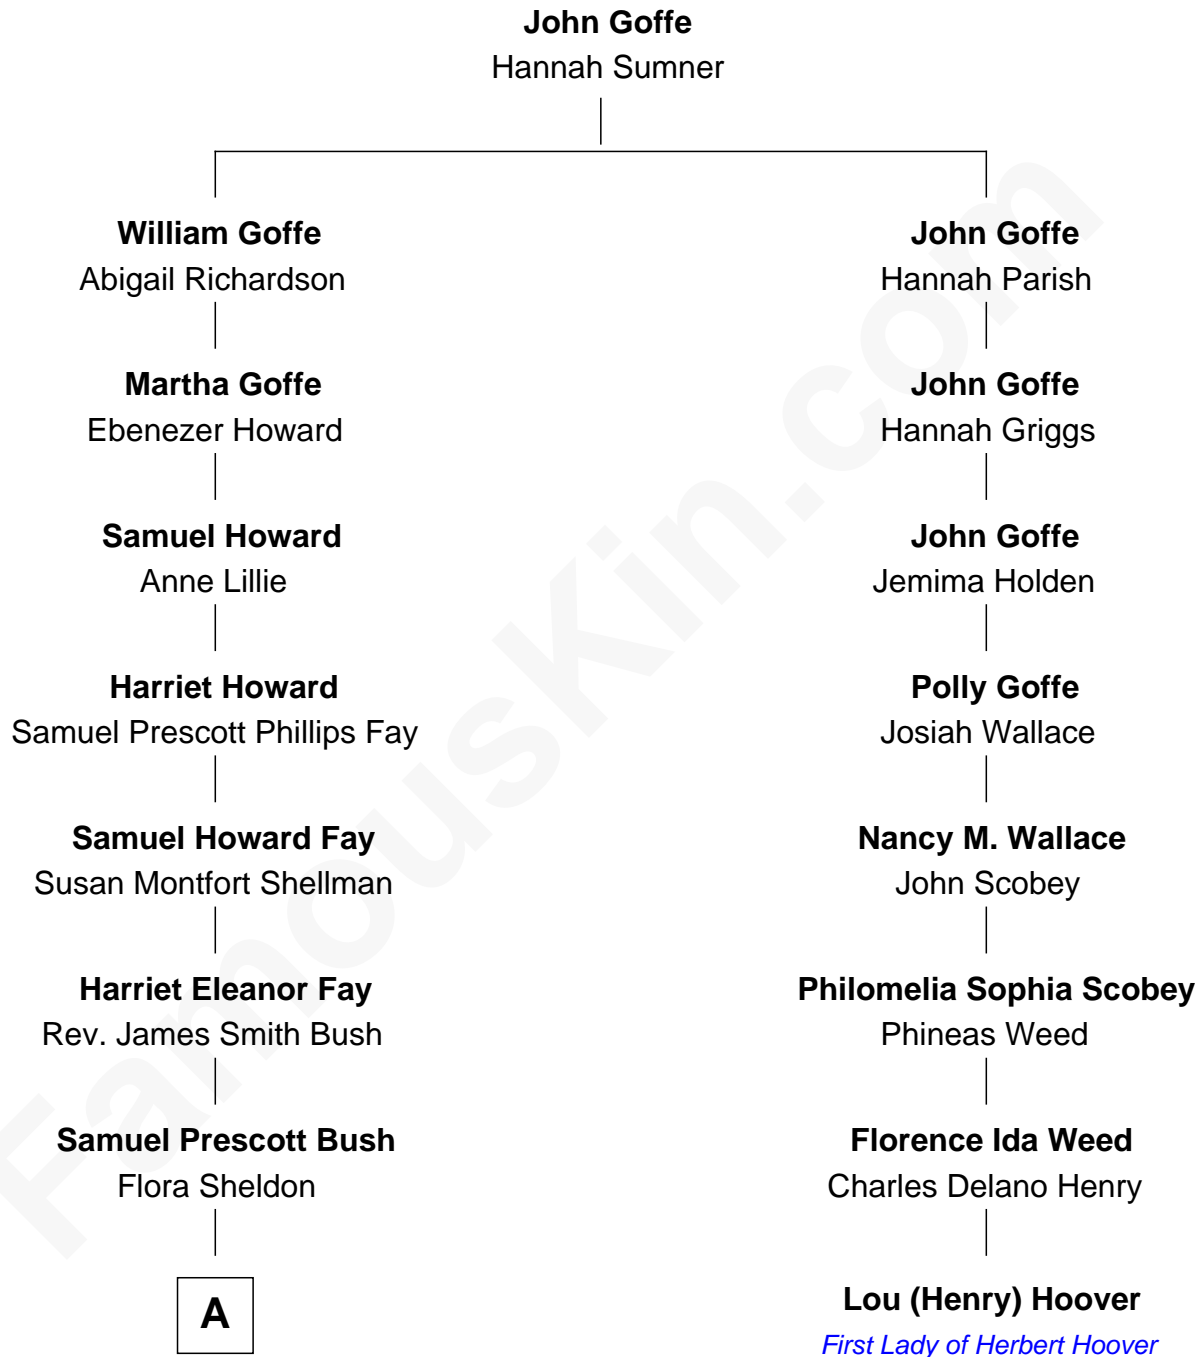 John Goffe
Hannah Sumner
William Goffe
Abigail Richardson
John Goffe
Hannah Parish
Martha Goffe
Ebenezer Howard
John Goffe
Hannah Griggs
Samuel Howard
Anne Lillie
John Goffe
Jemima Holden
Harriet Howard
Samuel Prescott Phillips Fay
Polly Goffe
Josiah Wallace
Samuel Howard Fay
Susan Montfort Shellman
Nancy M. Wallace
John Scobey
Harriet Eleanor Fay
Rev. James Smith Bush
Philomelia Sophia Scobey
Phineas Weed
Samuel Prescott Bush
Flora Sheldon
Florence Ida Weed
Charles Delano Henry
A
Lou (Henry) Hoover
First Lady of Herbert Hoover
FamousKin.com